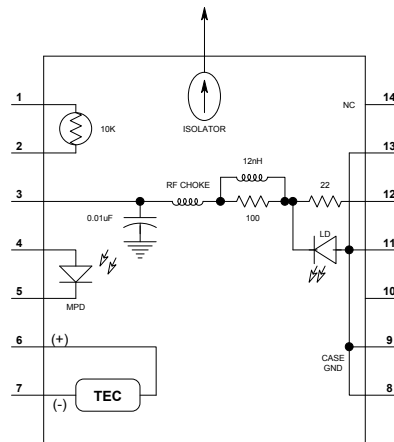 1
14
NC
10K
ISOLATOR
13
2
12nH
RF CHOKE
22
3
12
0.01uF
100
4
LD
11
5
MPD
10
6
(+)
CASE
GND
9
7
(-)
TEC
8